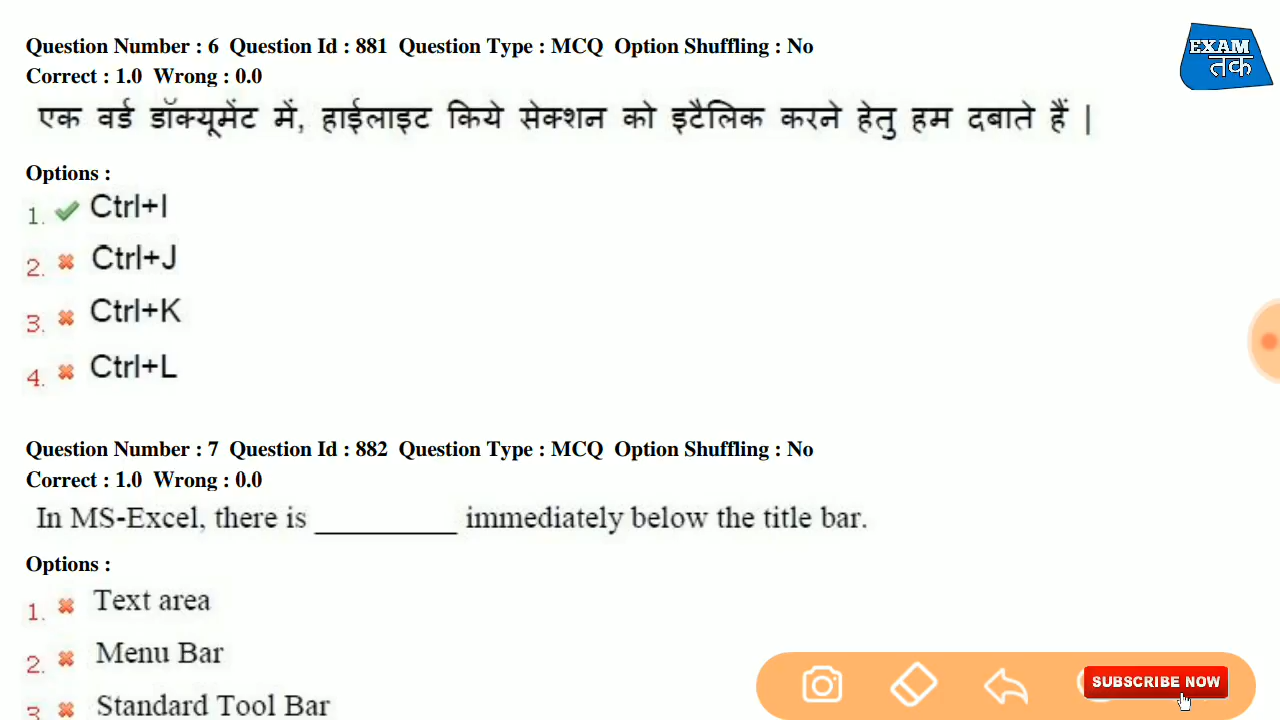 EXAM
तक
Question Number : 6 Question Id : 881 Question Type : MCQ Option Shuffling : No
Correct : 1.0 Wrong : 0.0
एक वर्ड डॉक्यूमेंट में, हाईलाइट किये सेक्शन को इटैलिक करने हेतु हम दबाते हैं |
Options :
1. Ctrl+I
2. Ctrl+J
3. Ctrl+K
4. Ctrl+L
Question Number : 7 Question Id : 882 Question Type : MCQ Option Shuffling : No
Correct : 1.0 Wrong : 0.0
In MS-Excel, there is _________ immediately below the title bar.
Options :
1. Text area
2. Menu Bar
3. Standard Tool Bar
SUBSCRIBE NOW